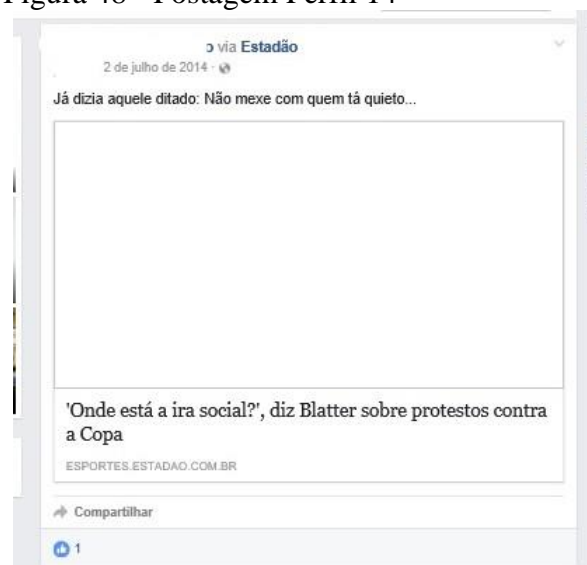 Figura 48 - Postagem Perfil 14
o via Estadão
2 de julho de 2014 ·
Já dizia aquele ditado: Não mexe com quem tá quieto...
'Onde está a ira social?', diz Blatter sobre protestos contra
a Copa
ESPORTES.ESTADAO.COM.BR
Compartilhar
1